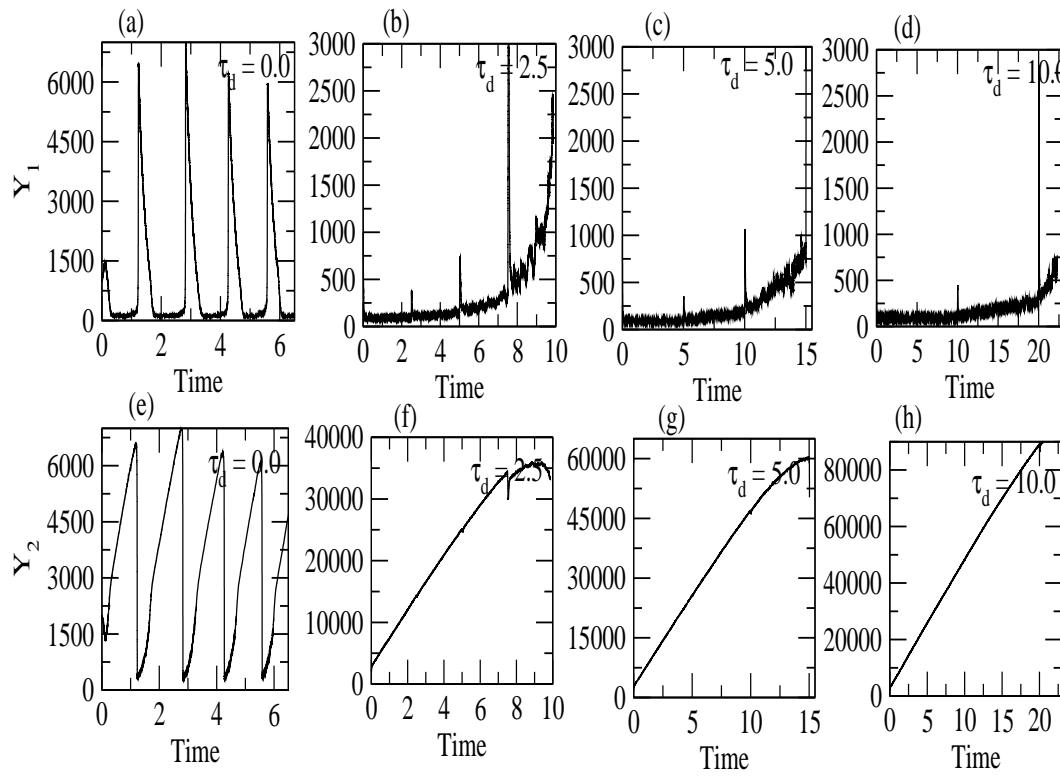 (a) (b) (c) (d)
τd = 0.0 τd = 2.5 τd = 5.0 τd = 10.0
Y1
6000 3000 3000 3000
4500 2500 2500 2500
3000 2000 2000 2000
1500 1500 1500 1500
0 1000 1000 1000
500 500 500
0 0 0
0 2 4 6 0 2 4 6 8 10 0 5 10 15 0 5 10 15 20
Time Time Time Time
(e) (f) (g) (h)
τd = 0.0 τd = 2.5 τd = 5.0 τd = 10.0
Y2
6000 40000 60000 80000
4500 30000 45000 60000
3000 20000 30000 40000
1500 10000 15000 20000
0 0 0 0
0 2 4 6 0 2 4 6 8 10 0 5 10 15 0 5 10 15 20
Time Time Time Time